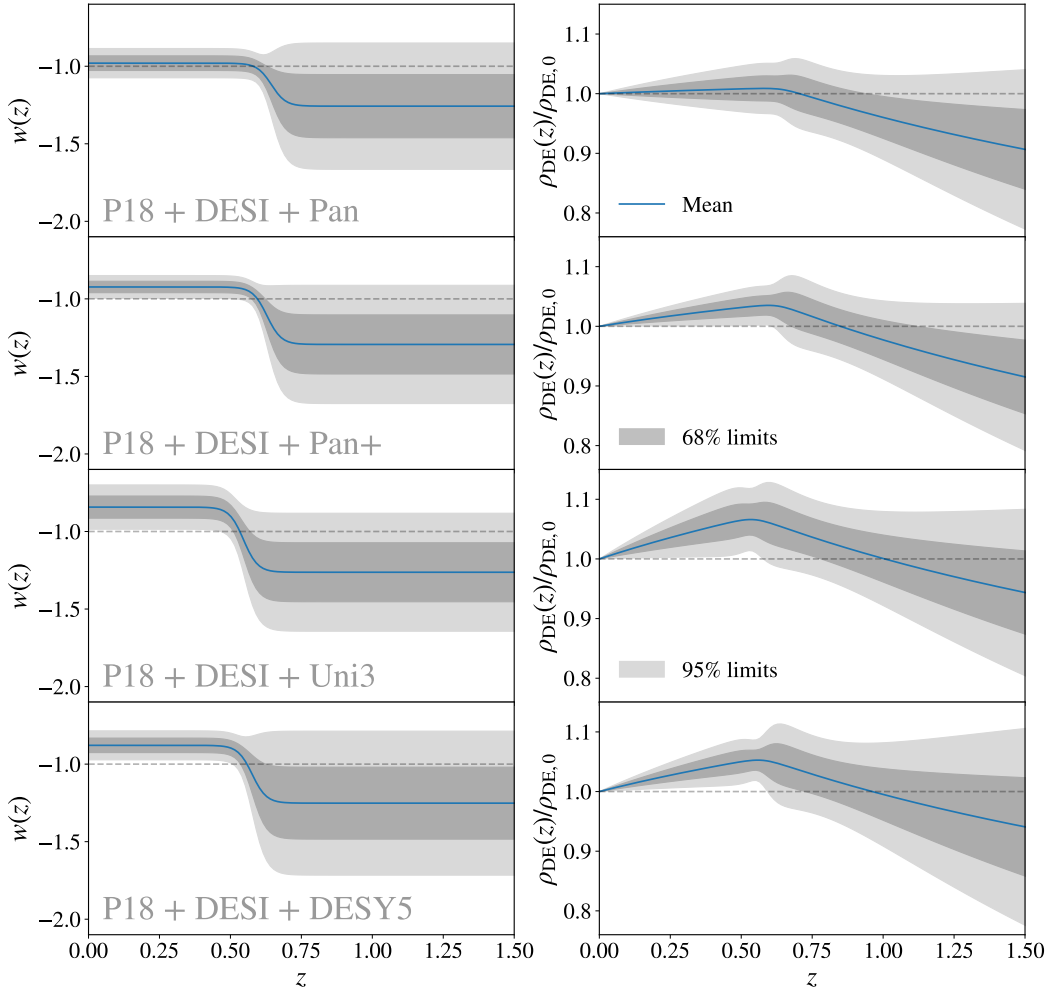 w(z)
−1.0
−1.5
−2.0
P18 + DESI + Pan
ρDE(z)/ρDE,0
1.1
1.0
0.9
0.8
Mean
w(z)
−1.0
−1.5
−2.0
P18 + DESI + Pan+
ρDE(z)/ρDE,0
1.1
1.0
0.9
0.8
68% limits
w(z)
−1.0
−1.5
−2.0
P18 + DESI + Uni3
ρDE(z)/ρDE,0
1.1
1.0
0.9
0.8
95% limits
w(z)
−1.0
−1.5
−2.0
P18 + DESI + DESY5
ρDE(z)/ρDE,0
1.1
1.0
0.9
0.8
0.00 0.25 0.50 0.75 1.00 1.25 1.50
z
0.00 0.25 0.50 0.75 1.00 1.25 1.50
z